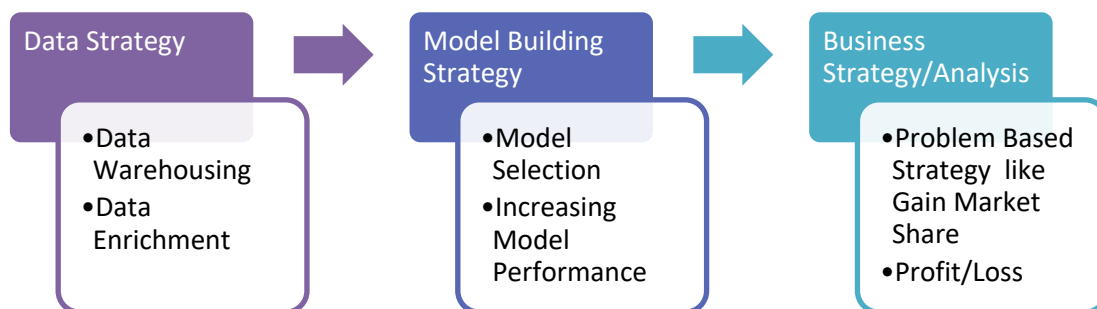 Data Strategy
•Data
Warehousing
•Data
Enrichment
Model Building
Strategy
•Model
Selection
•Increasing
Model
Performance
Business
Strategy/Analysis
•Problem Based
Strategy like
Gain Market
Share
•Profit/Loss